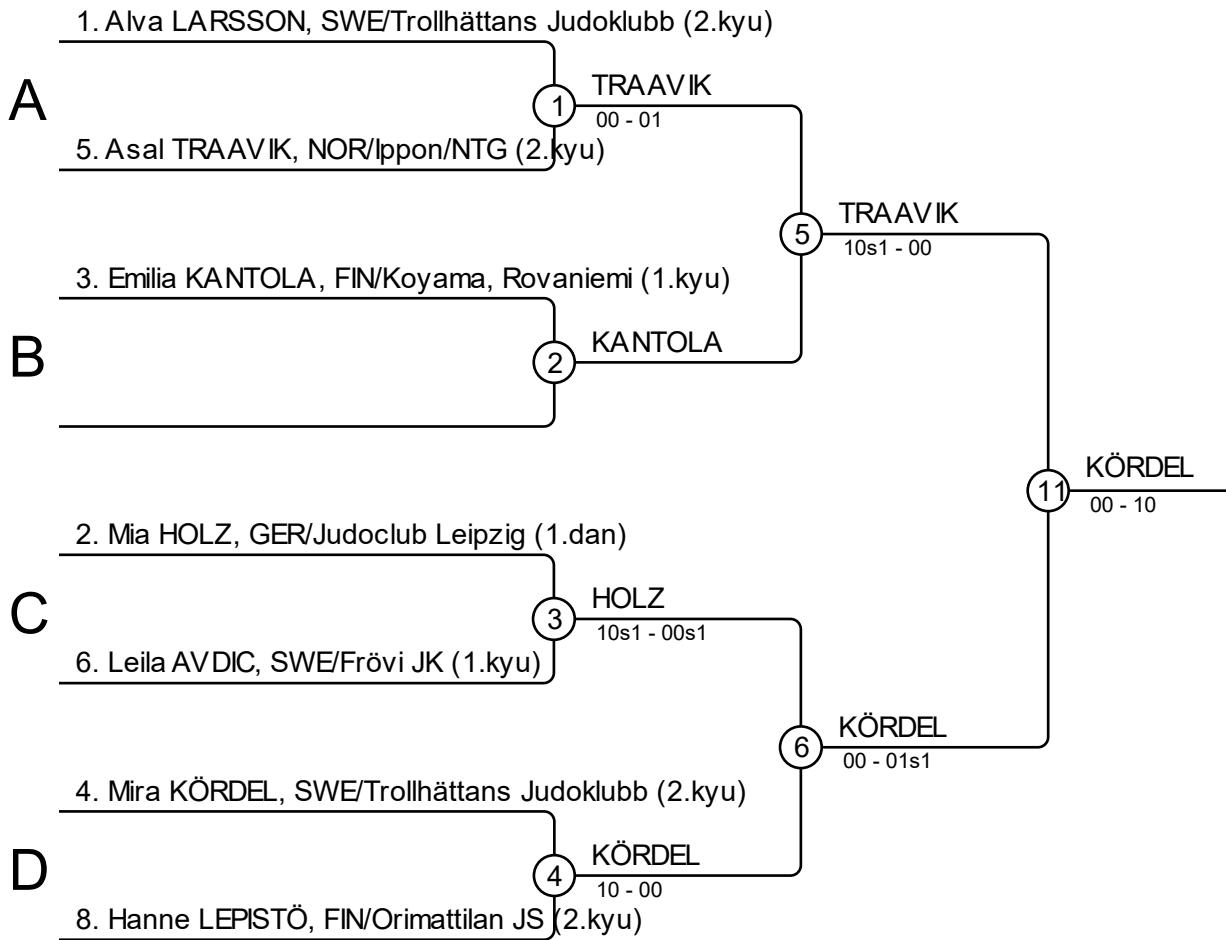 1. Alva LARSSON, SWE/Trollhättans Judoklubb (2.kyu)
A
1
TRAAVIK
00 - 01
5. Asal TRAAVIK, NOR/Ippon/NTG (2.kyu)
5
TRAAVIK
10s1 - 00
3. Emilia KANTOLA, FIN/Koyama, Rovaniemi (1.kyu)
B
2
KANTOLA
11
KÖRDEL
00 - 10
2. Mia HOLZ, GER/Judoclub Leipzig (1.dan)
C
3
HOLZ
10s1 - 00s1
6. Leila AVDIC, SWE/Frövi JK (1.kyu)
6
KÖRDEL
00 - 01s1
4. Mira KÖRDEL, SWE/Trollhättans Judoklubb (2.kyu)
D
4
KÖRDEL
10 - 00
8. Hanne LEPISTÖ, FIN/Orimattilan JS (2.kyu)